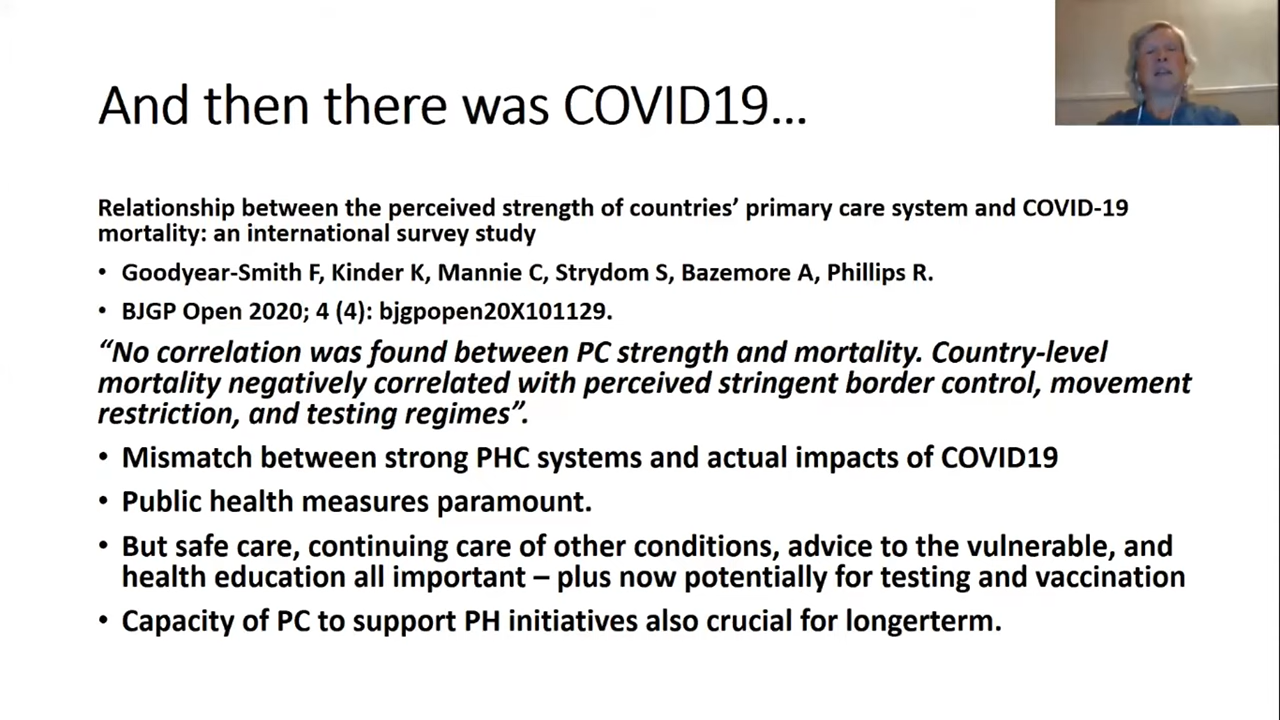 And then there was COVID19...
Relationship between the perceived strength of countries’ primary care system and COVID-19
mortality: an international survey study
• Goodyear-Smith F, Kinder K, Mannie C, Strydom S, Bazemore A, Phillips R.
• BJGP Open 2020; 4 (4): bjgpopen20X101129.
“No correlation was found between PC strength and mortality. Country-level
mortality negatively correlated with perceived stringent border control, movement
restriction, and testing regimes”.
• Mismatch between strong PHC systems and actual impacts of COVID19
• Public health measures paramount.
• But safe care, continuing care of other conditions, advice to the vulnerable, and
health education all important – plus now potentially for testing and vaccination
• Capacity of PC to support PH initiatives also crucial for longerterm.